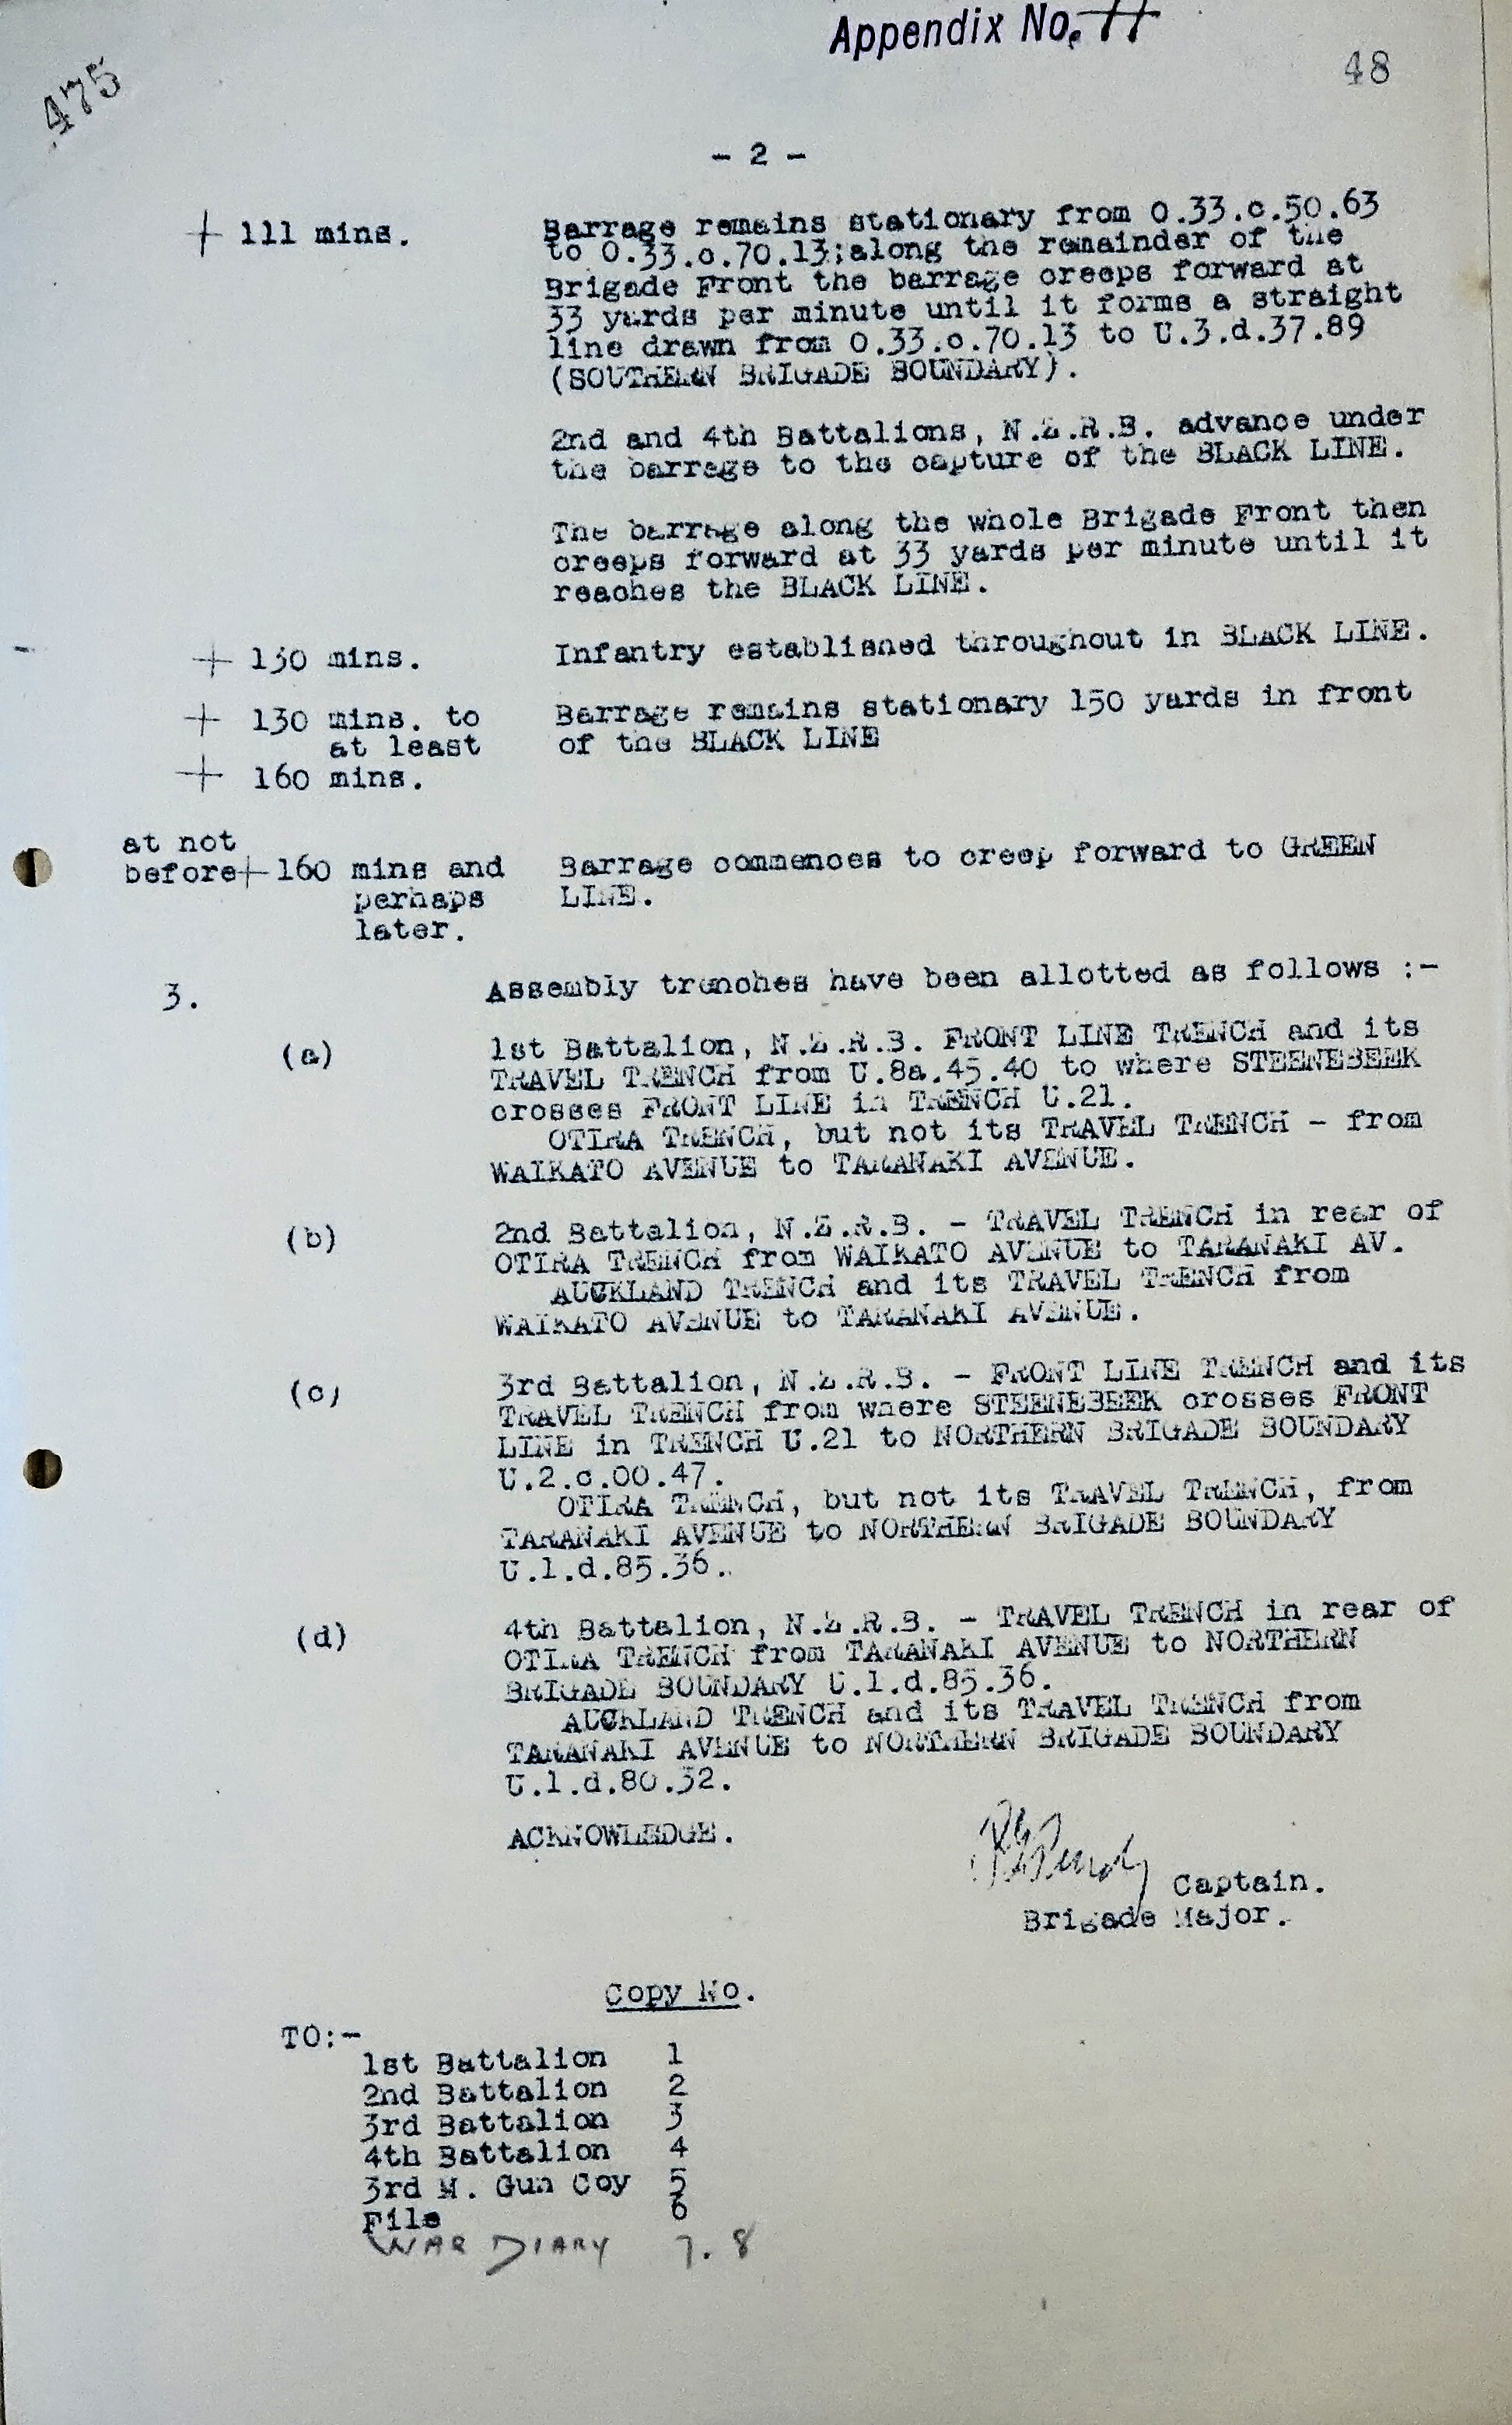 Appendix No. 11
48
475
- 2 -
+ 111 mins. Barrage remains stationary from O.33.c.50.63
to O.33.c.70.13;along the remainder of the
Brigade Front the barrage creeps forward at
33 yards per minute until it forms a straight
line drawn from O.33.c.70.13 to U.3.d.37.89
(SOUTHERN BRIGADE BOUNDARY).
2nd and 4th Battalions, N.Z.R.B. advance under
the barrage to the capture of the BLACK LINE.
The barrage along the whole Brigade Front then
creeps forward at 33 yards per minute until it
reaches the BLACK LINE.
+ 130 mins. Infantry established throughout in BLACK LINE.
+ 130 mins. to Barrage remains stationary 150 yards in front
at least of the BLACK LINE
+ 160 mins.
at not
before + 160 mins and Barrage commences to creep forward to GREEN
perhaps LINE.
later.
3. Assembly trenches have been allotted as follows :-
(a) 1st Battalion, N.Z.R.B. FRONT LINE TRENCH and its
TRAVEL TRENCH from U.8a.45.40 to where STEENEBEEK
crosses FRONT LINE in TRENCH U.21.
OTIRA TRENCH, but not its TRAVEL TRENCH - from
WAIKATO AVENUE to TARANAKI AVENUE.
(b) 2nd Battalion, N.Z.R.B. - TRAVEL TRENCH in rear of
OTIRA TRENCH from WAIKATO AVENUE to TARANAKI AV.
AUCKLAND TRENCH and its TRAVEL TRENCH from
WAIKATO AVENUE to TARANAKI AVENUE.
(c) 3rd Battalion, N.Z.R.B. - FRONT LINE TRENCH and its
TRAVEL TRENCH from where STEENEBEEK crosses FRONT
LINE in TRENCH U.21 to NORTHERN BRIGADE BOUNDARY
U.2.c.00.47.
OTIRA TRENCH, but not its TRAVEL TRENCH, from
TARANAKI AVENUE to NORTHERN BRIGADE BOUNDARY
U.1.d.85.36.
(d) 4th Battalion, N.Z.R.B. - TRAVEL TRENCH in rear of
OTIRA TRENCH from TARANAKI AVENUE to NORTHERN
BRIGADE BOUNDARY U.1.d.85.36.
AUCKLAND TRENCH and its TRAVEL TRENCH from
TARANAKI AVENUE to NORTHERN BRIGADE BOUNDARY
U.1.d.80.32.
ACKNOWLEDGE.
Captain.
Brigade Major.
Copy No.
TO:-
1st Battalion 1
2nd Battalion 2
3rd Battalion 3
4th Battalion 4
3rd M. Gun Coy 5
File 6
WAR DIARY 7. 8